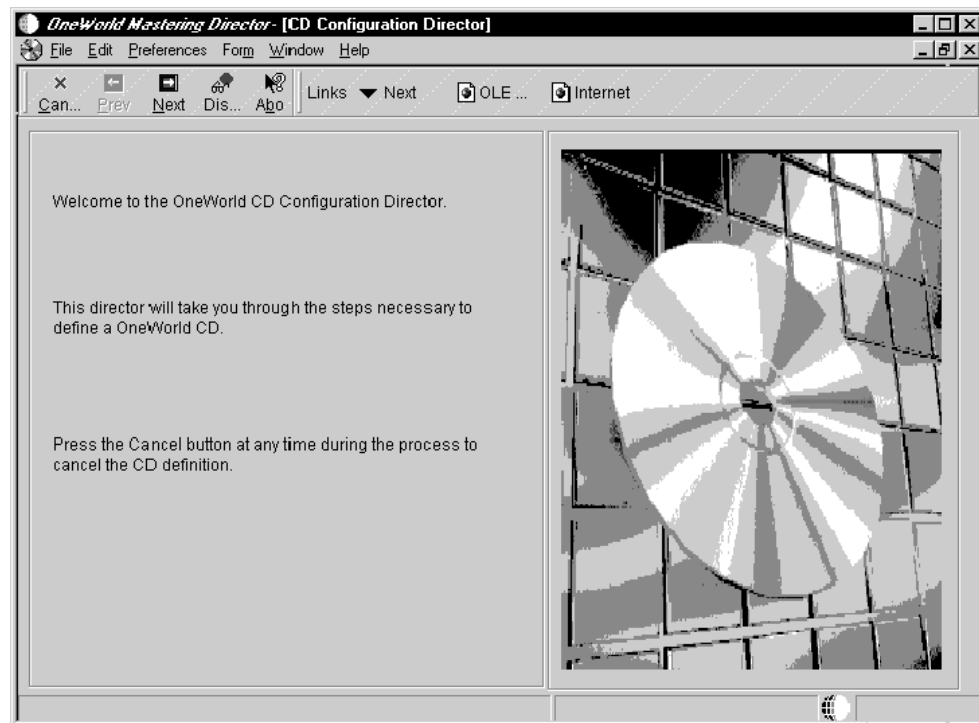 OneWorld Mastering Director - [CD Configuration Director]
File Edit Preferences Form Window Help
Can... Prev Next Dis... Abo Links Next OLE ... Internet
Welcome to the OneWorld CD Configuration Director.
This director will take you through the steps necessary to
define a OneWorld CD.
Press the Cancel button at any time during the process to
cancel the CD definition.